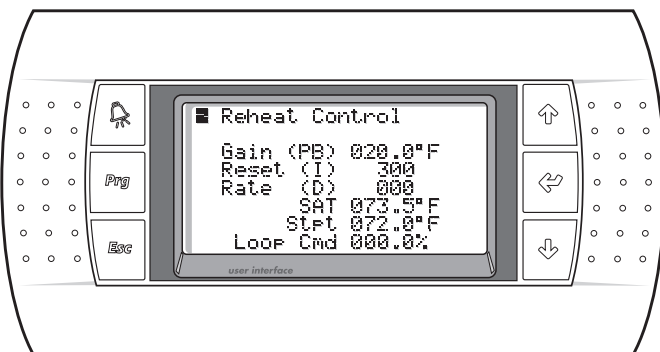 Reheat Control
Gain (PB) 020.0°F
Reset (I) 300
Rate (D) 000
SAT 073.5°F
Stpt 072.0°F
Loop Cmd 000.0%
Prg
Esc
user interface